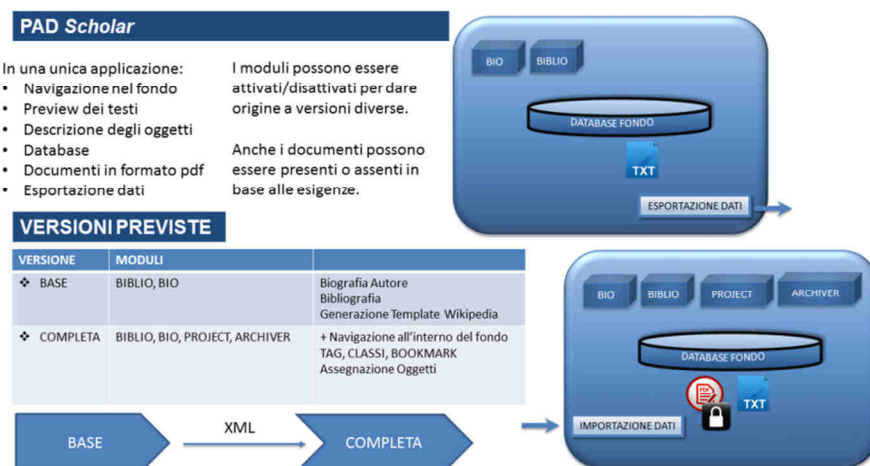 PAD Scholar
In una unica applicazione:
• Navigazione nel fondo
• Preview dei testi
• Descrizione degli oggetti
• Database
• Documenti in formato pdf
• Esportazione dati
I moduli possono essere
attivati/disattivati per dare
origine a versioni diverse.
Anche i documenti possono
essere presenti o assenti in
base alle esigenze.
BIO
BIBLIO
DATABASE FONDO
TXT
ESPORTAZIONE DATI
VERSIONI PREVISTE
VERSIONE MODULI
❖ BASE BIBLIO, BIO Biografia Autore
Bibliografia
Generazione Template Wikipedia
❖ COMPLETA BIBLIO, BIO, PROJECT, ARCHIVER + Navigazione all'interno del fondo
TAG, CLASSI, BOOKMARK
Assegnazione Oggetti
BASE
XML
COMPLETA
BIO
BIBLIO
PROJECT
ARCHIVER
DATABASE FONDO
PDF
TXT
IMPORTAZIONE DATI